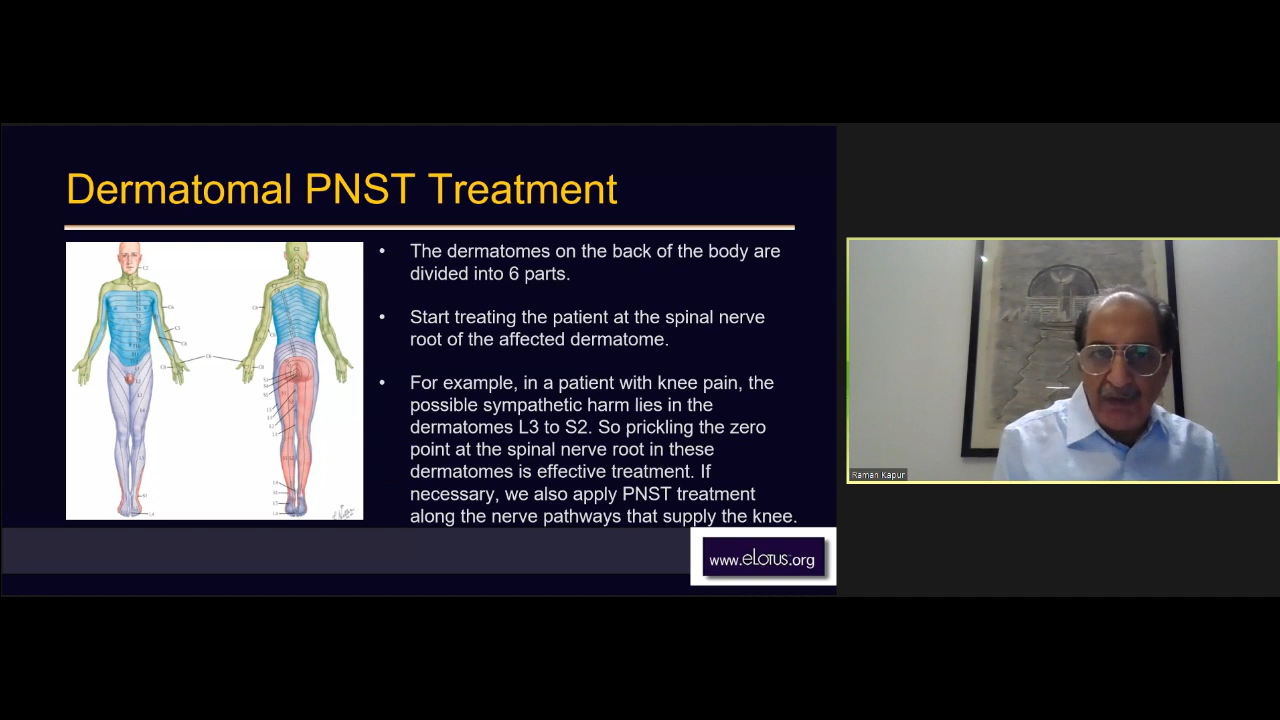 Dermatomal PNST Treatment
• The dermatomes on the back of the body are
divided into 6 parts.
• Start treating the patient at the spinal nerve
root of the affected dermatome.
• For example, in a patient with knee pain, the
possible sympathetic harm lies in the
dermatomes L3 to S2. So prickling the zero
point at the spinal nerve root in these
dermatomes is effective treatment. If
necessary, we also apply PNST treatment
along the nerve pathways that supply the knee.
www.eLotus.org
Raman Kapur